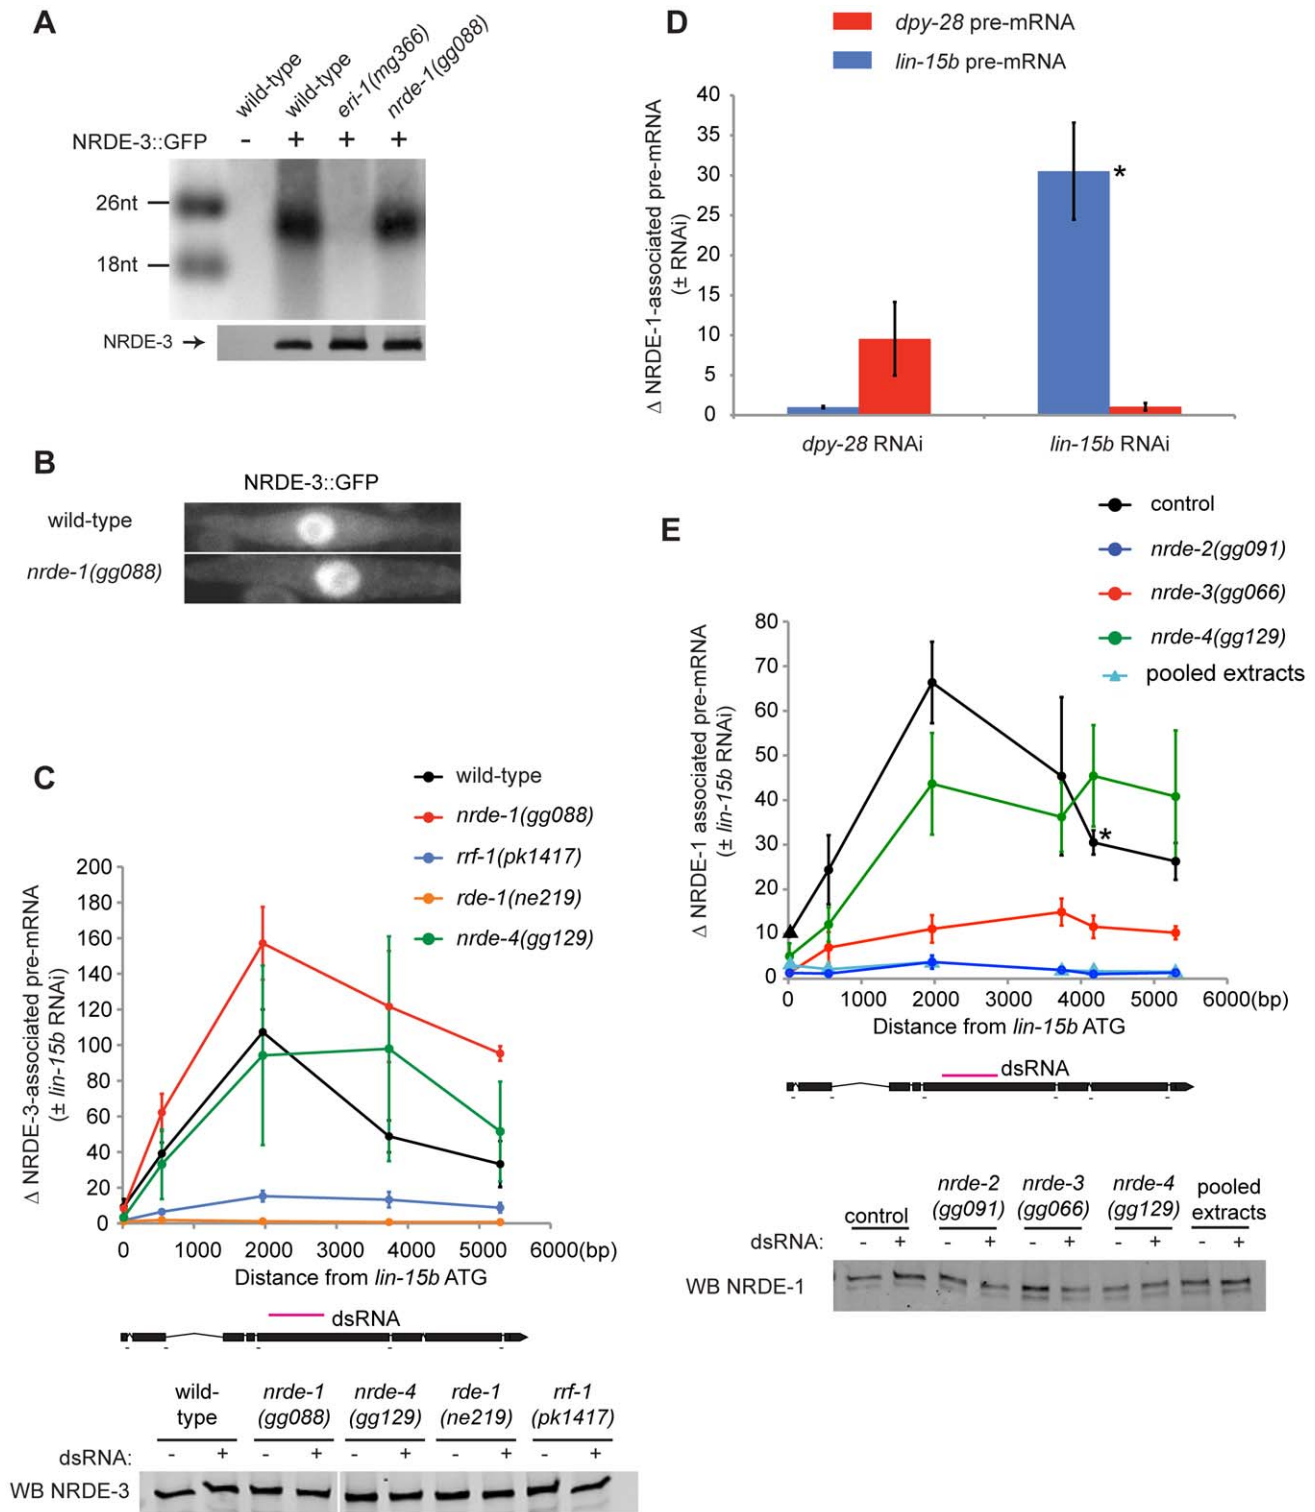 A
wild-type
wild-type
eri-1(mg366)
nrde-1(gg088)
NRDE-3::GFP - + + +
26nt
18nt
NRDE-3
B
NRDE-3::GFP
wild-type
nrde-1(gg088)
C
wild-type
nrde-1(gg088)
rrf-1(pk1417)
rde-1(ne219)
nrde-4(gg129)
Δ NRDE-3-associated pre-mRNA
(± lin-15b RNAi)
200
180
160
140
120
100
80
60
40
20
0
0 1000 2000 3000 4000 5000 6000(bp)
Distance from lin-15b ATG
dsRNA
wild-type nrde-1 (gg088) nrde-4 (gg129) rde-1 (ne219) rrf-1 (pk1417)
dsRNA: - + - + - + - + - +
WB NRDE-3
D
dpy-28 pre-mRNA
lin-15b pre-mRNA
Δ NRDE-1-associated pre-mRNA
(± RNAi)
40
35
30
25
20
15
10
5
0
*
dpy-28 RNAi lin-15b RNAi
E
control
nrde-2(gg091)
nrde-3(gg066)
nrde-4(gg129)
pooled extracts
Δ NRDE-1 associated pre-mRNA
(± lin-15b RNAi)
80
70
60
50
40
30
20
10
0
*
0 1000 2000 3000 4000 5000 6000(bp)
Distance from lin-15b ATG
dsRNA
control nrde-2 (gg091) nrde-3 (gg066) nrde-4 (gg129) pooled extracts
dsRNA: - + - + - + - + - +
WB NRDE-1